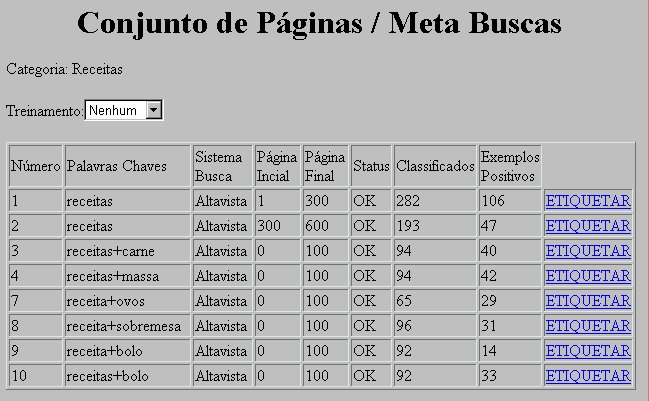 Conjunto de Páginas / Meta Buscas
Categoria: Receitas
Treinamento: Nenhum
Número Palavras Chaves Sistema Busca Página Incial Página Final Status Classificados Exemplos Positivos
1 receitas Altavista 1 300 OK 282 106 ETIQUETAR
2 receitas Altavista 300 600 OK 193 47 ETIQUETAR
3 receitas+carne Altavista 0 100 OK 94 40 ETIQUETAR
4 receitas+massa Altavista 0 100 OK 94 42 ETIQUETAR
7 receita+ovos Altavista 0 100 OK 65 29 ETIQUETAR
8 receita+sobremesa Altavista 0 100 OK 96 31 ETIQUETAR
9 receita+bolo Altavista 0 100 OK 92 14 ETIQUETAR
10 receitas+bolo Altavista 0 100 OK 92 33 ETIQUETAR